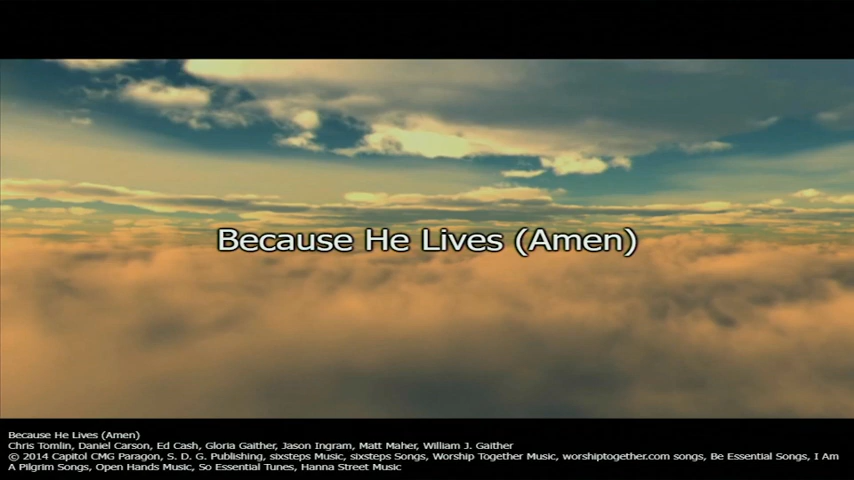 Because He Lives (Amen)
Because He Lives (Amen)
Chris Tomlin, Daniel Carson, Ed Cash, Gloria Gaither, Jason Ingram, Matt Maher, William J. Gaither
© 2014 Capitol CMG Paragon, S. D. G. Publishing, sixsteps Music, sixsteps Songs, Worship Together Music, worshiptogether.com songs, Be Essential Songs, I Am
A Pilgrim Songs, Open Hands Music, So Essential Tunes, Hanna Street Music